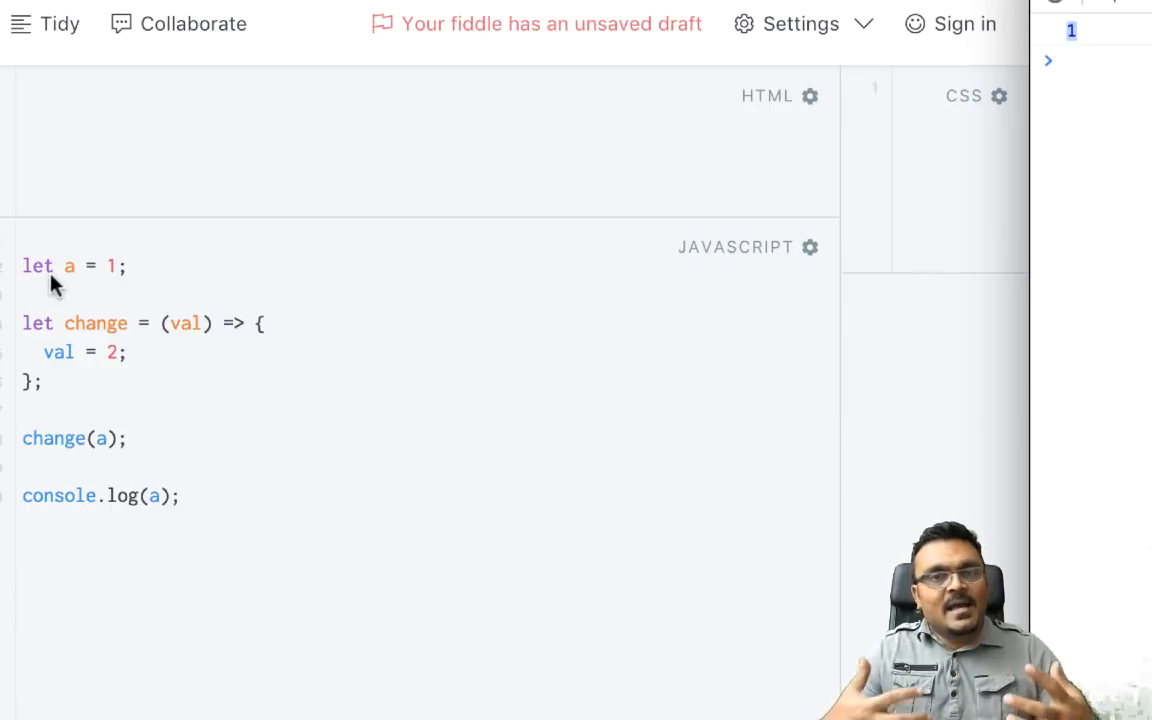 Tidy Collaborate Your fiddle has an unsaved draft Settings Sign in
1
HTML
1 CSS
JAVASCRIPT
let a = 1;
let change = (val) => {
val = 2;
};
change(a);
console.log(a);